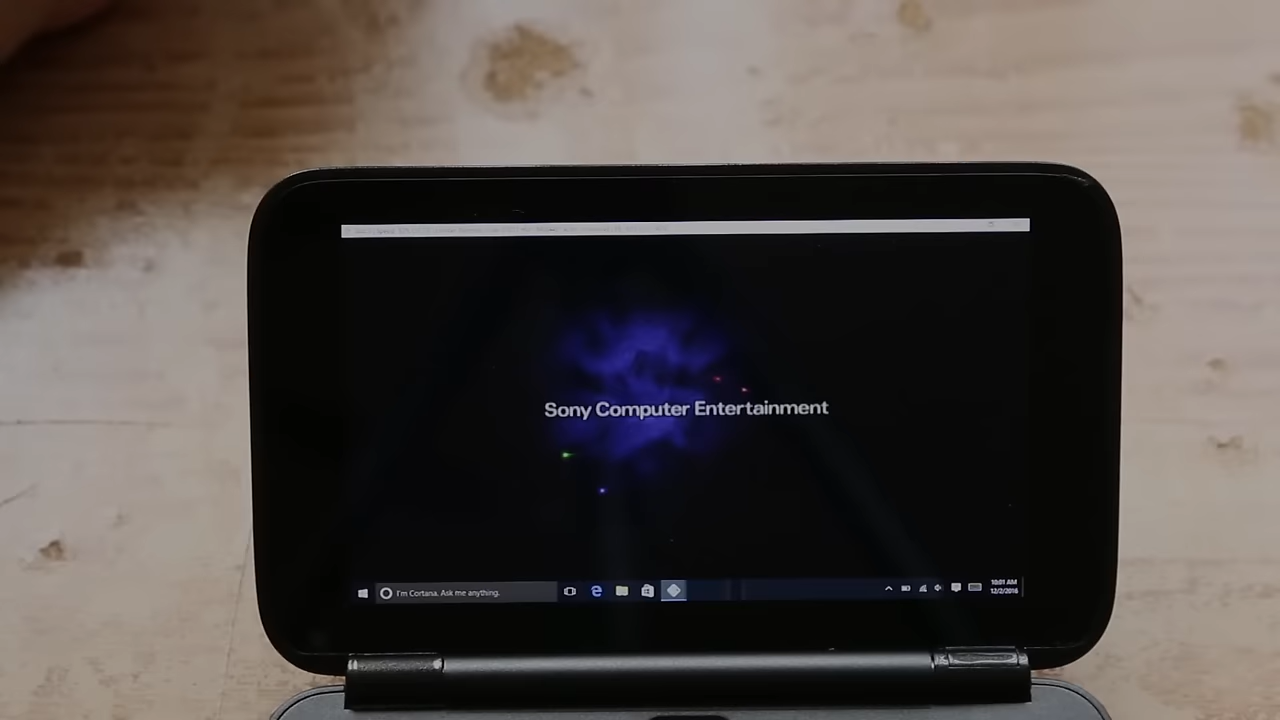 Sony Computer Entertainment
I'm Cortana. Ask me anything.
10:01 AM
12/2/2016